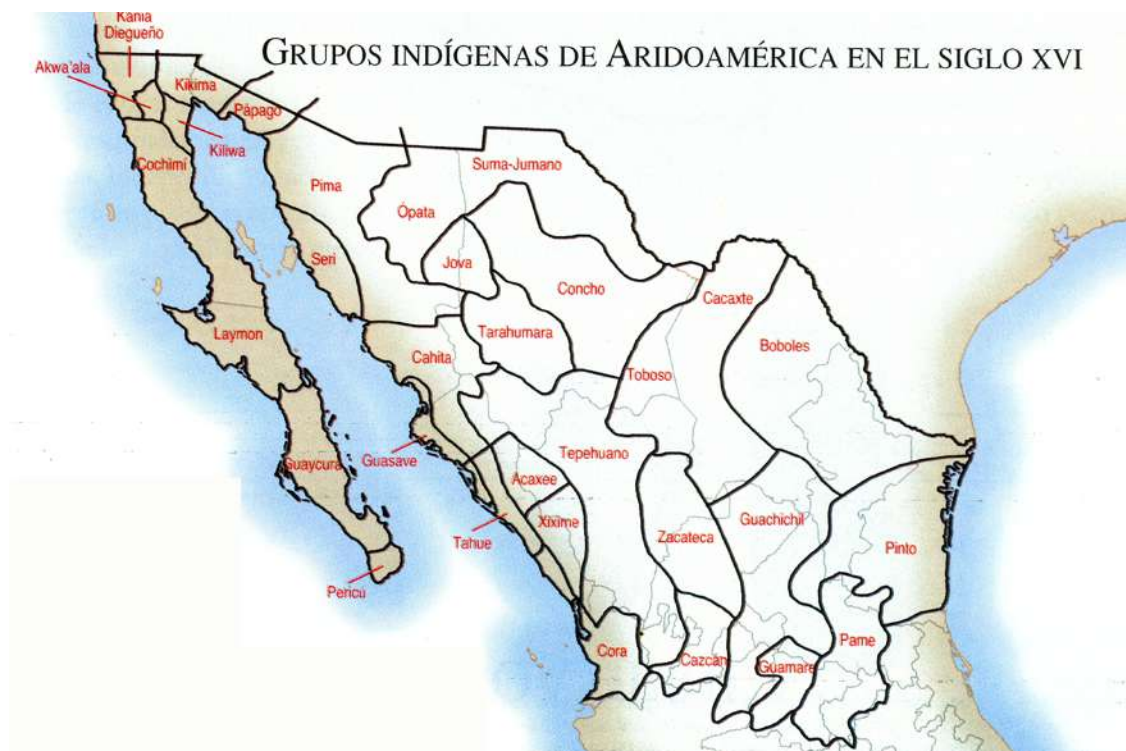 Kania
Diegueño
GRUPOS INDÍGENAS DE ARIDOAMÉRICA EN EL SIGLO XVI
Akwa'ala
Kikima
Pápago
Kiliwa
Cochimí
Suma-Jumano
Pima
Ópata
Seri
Jova
Concho
Cacaxte
Laymon
Tarahumara
Cahita
Boboles
Toboso
Guaycura
Guasave
Tepehuano
Acaxee
Xixime
Guachichil
Tahue
Zacateca
Pinto
Pericú
Cora
Cazcán
Guamare
Pame